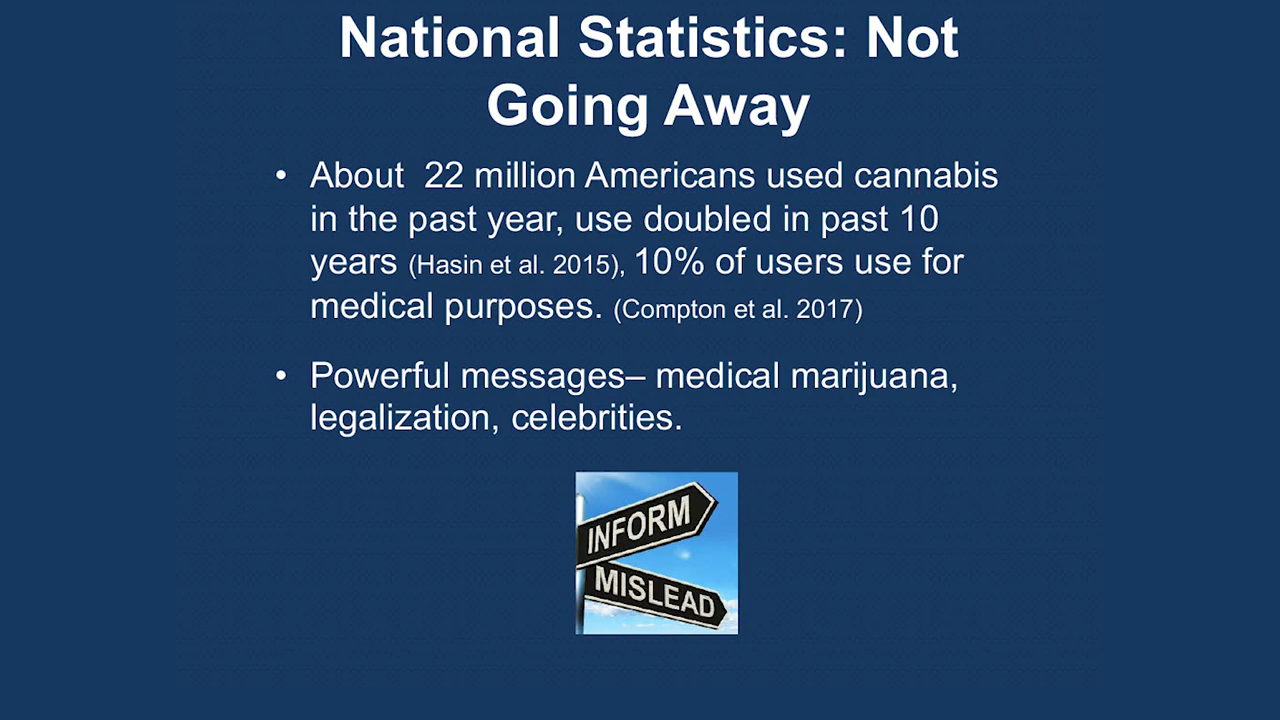 National Statistics: Not
Going Away
• About  22 million Americans used cannabis
in the past year, use doubled in past 10
years (Hasin et al. 2015), 10% of users use for
medical purposes. (Compton et al. 2017)
• Powerful messages– medical marijuana,
legalization, celebrities.
INFORM
MISLEAD